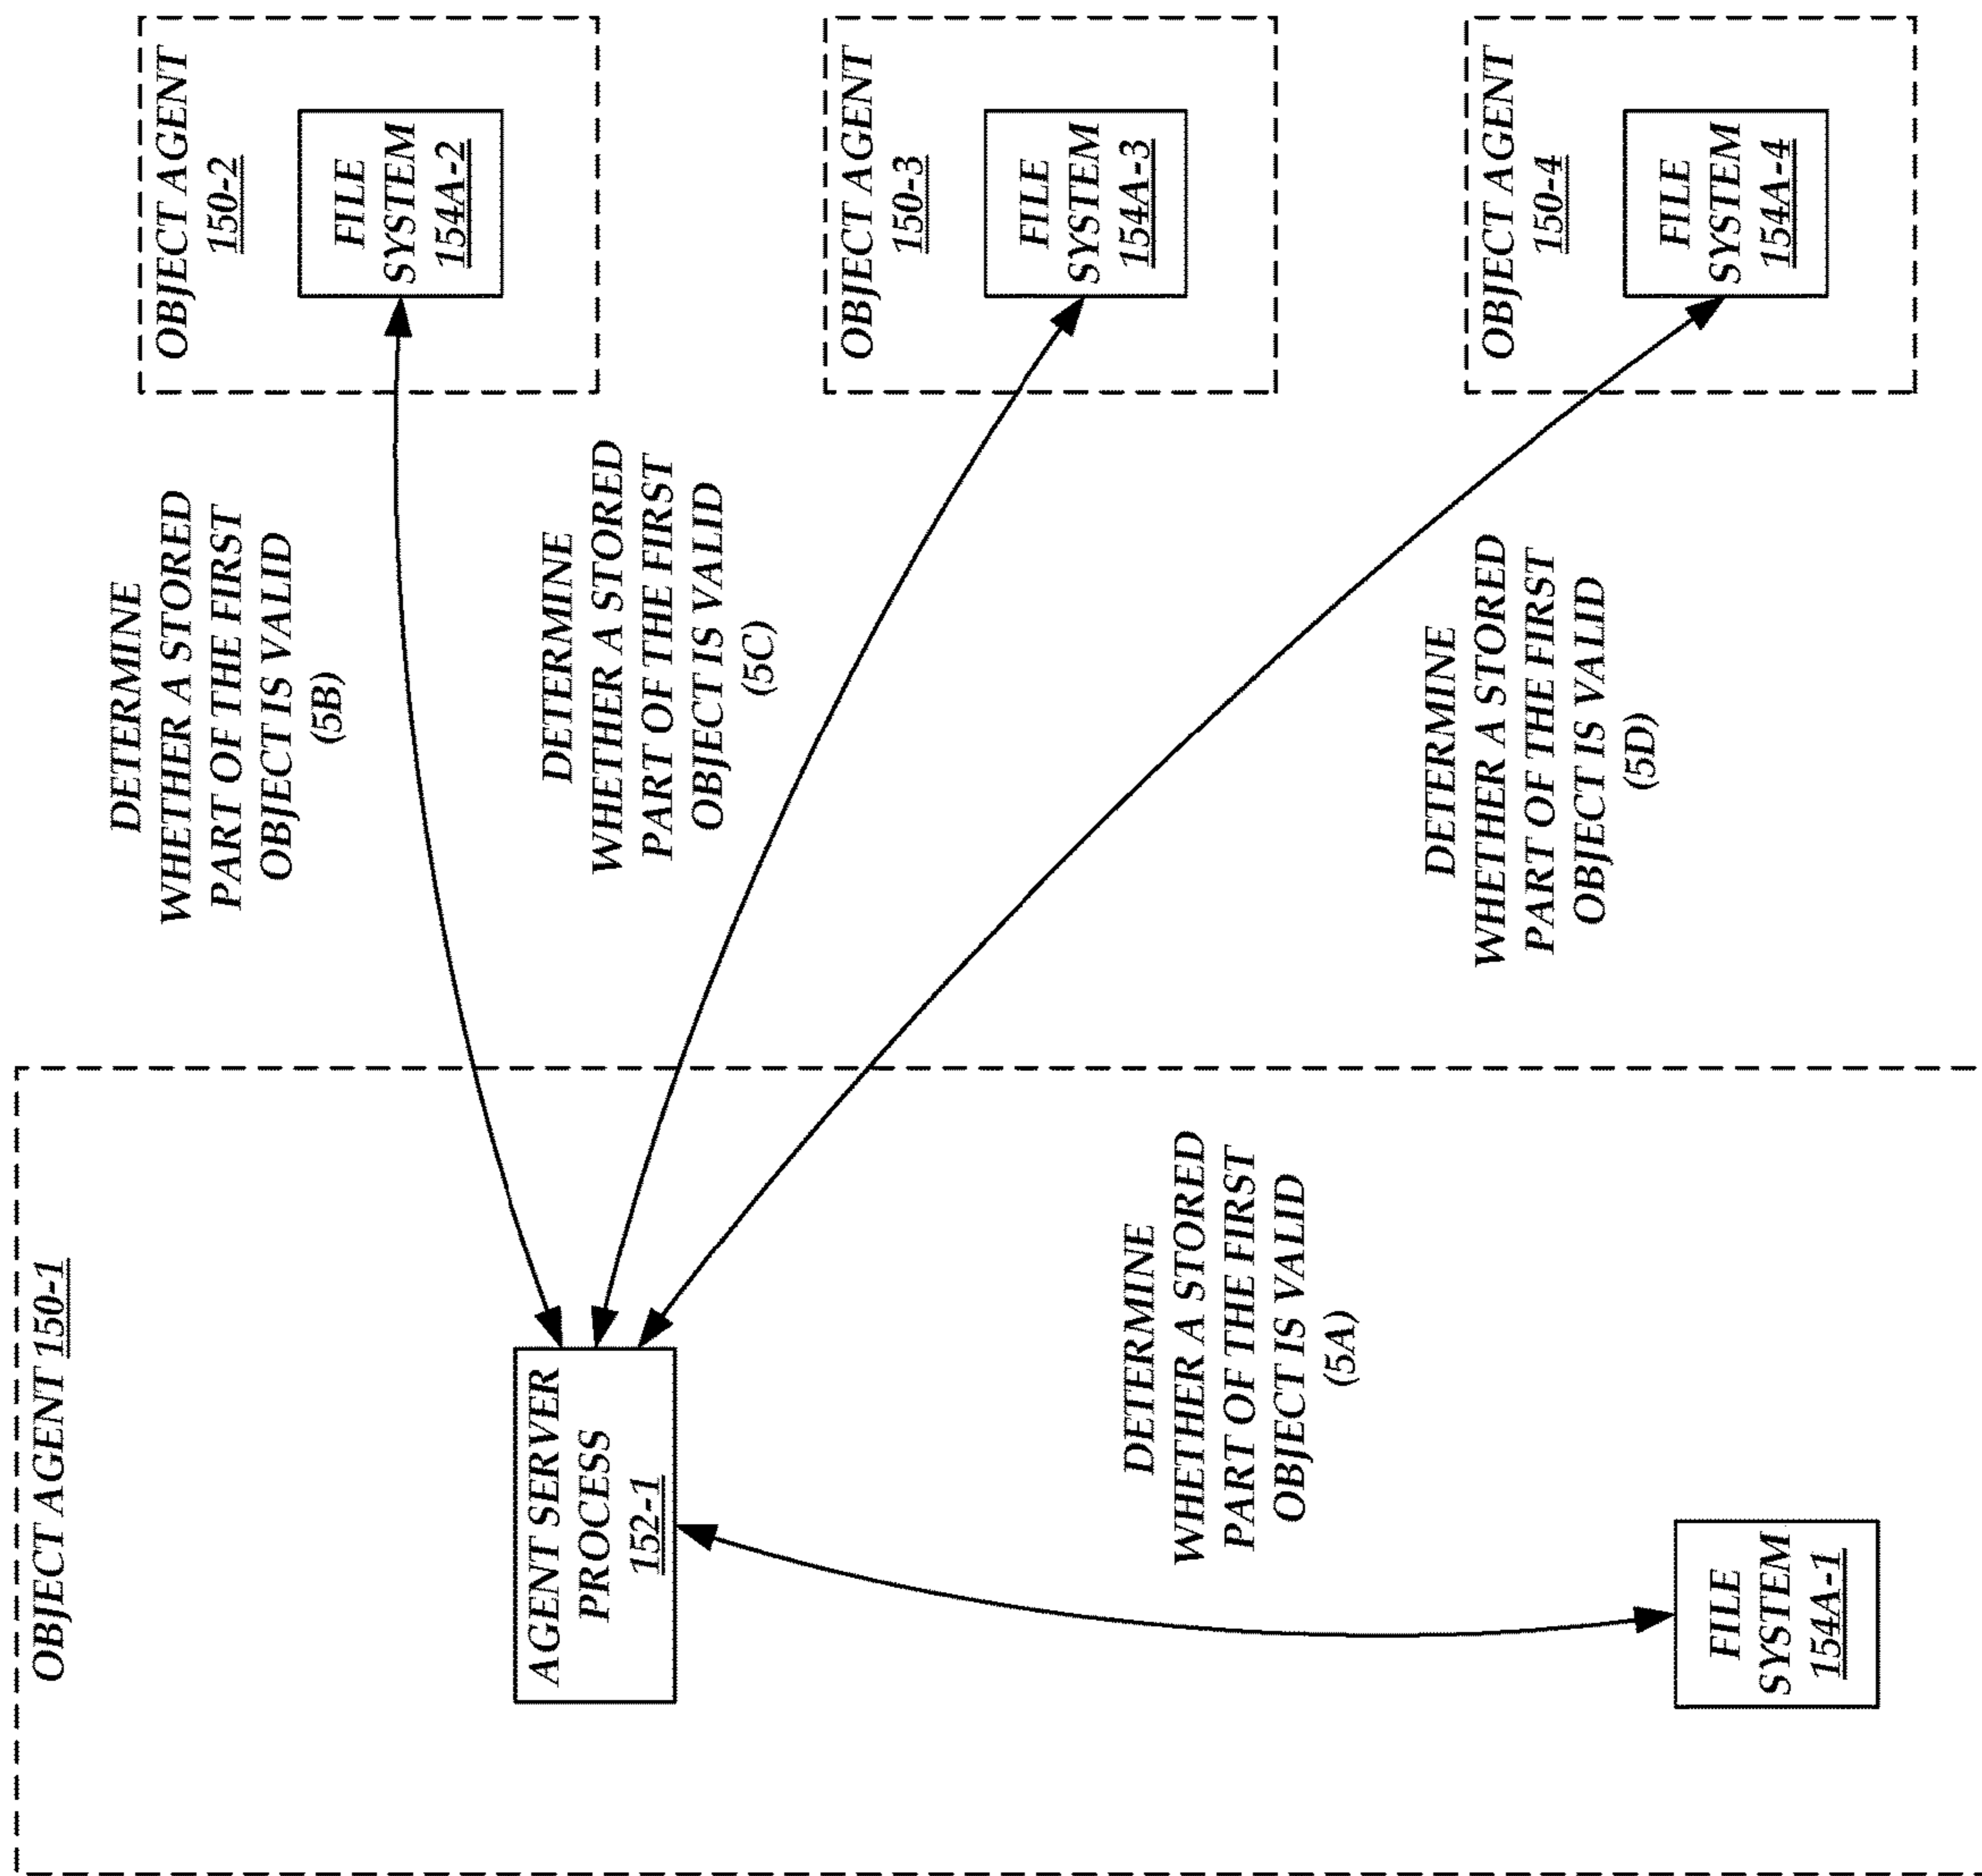 OBJECT AGENT 150-1
AGENT SERVER
PROCESS
152-1
DETERMINE
WHETHER A STORED
PART OF THE FIRST
OBJECT IS VALID
(5A)
FILE
SYSTEM
154A-1
DETERMINE
WHETHER A STORED
PART OF THE FIRST
OBJECT IS VALID
(5B)
OBJECT AGENT
150-2
FILE
SYSTEM
154A-2
DETERMINE
WHETHER A STORED
PART OF THE FIRST
OBJECT IS VALID
(5C)
OBJECT AGENT
150-3
FILE
SYSTEM
154A-3
DETERMINE
WHETHER A STORED
PART OF THE FIRST
OBJECT IS VALID
(5D)
OBJECT AGENT
150-4
FILE
SYSTEM
154A-4